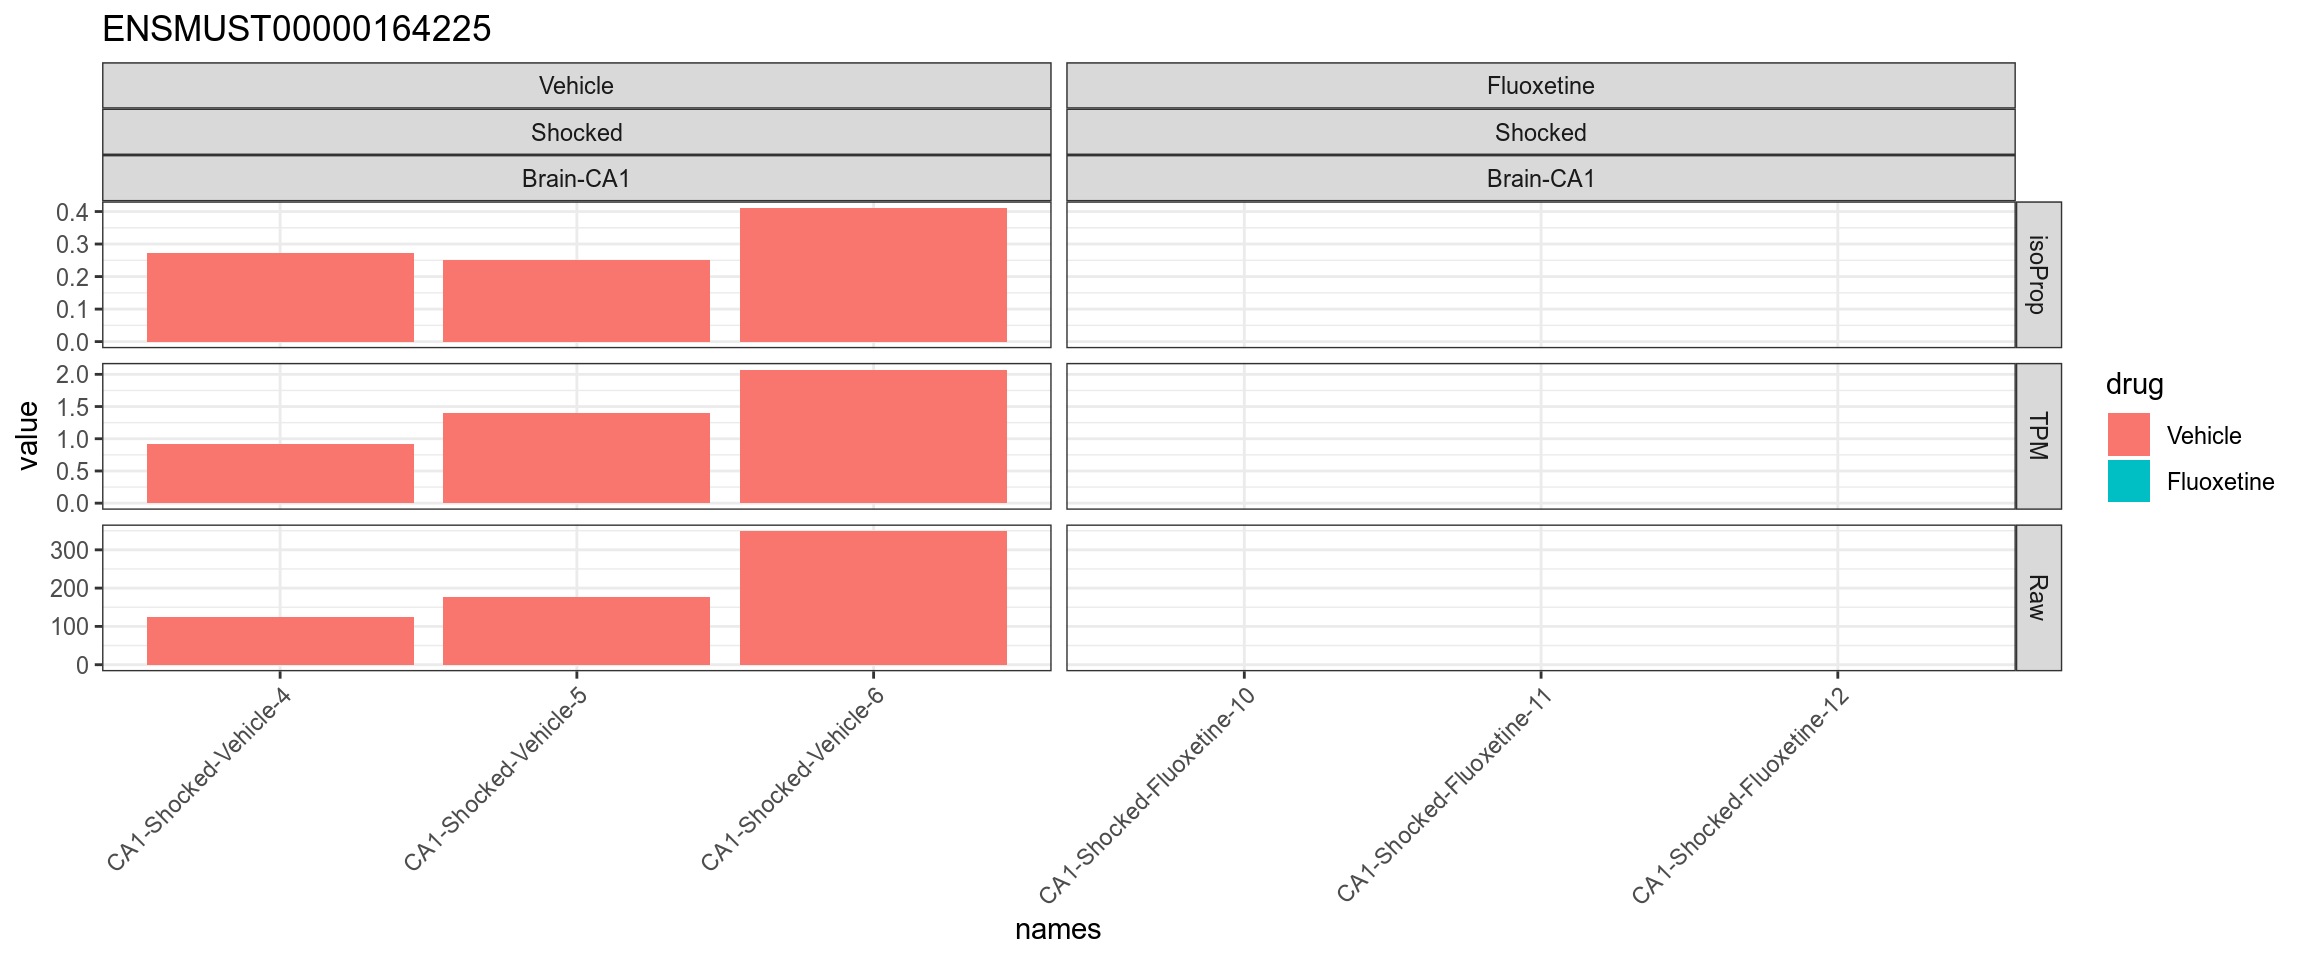 ENSMUST00000164225
Vehicle
Fluoxetine
Shocked
Shocked
Brain-CA1
Brain-CA1
0.4
0.3
0.2
0.1
0.0
isoProp
2.0
1.5
1.0
0.5
0.0
TPM
300
200
100
0
Raw
value
CA1-Shocked-Vehicle-4
CA1-Shocked-Vehicle-5
CA1-Shocked-Vehicle-6
CA1-Shocked-Fluoxetine-10
CA1-Shocked-Fluoxetine-11
CA1-Shocked-Fluoxetine-12
names
drug
Vehicle
Fluoxetine